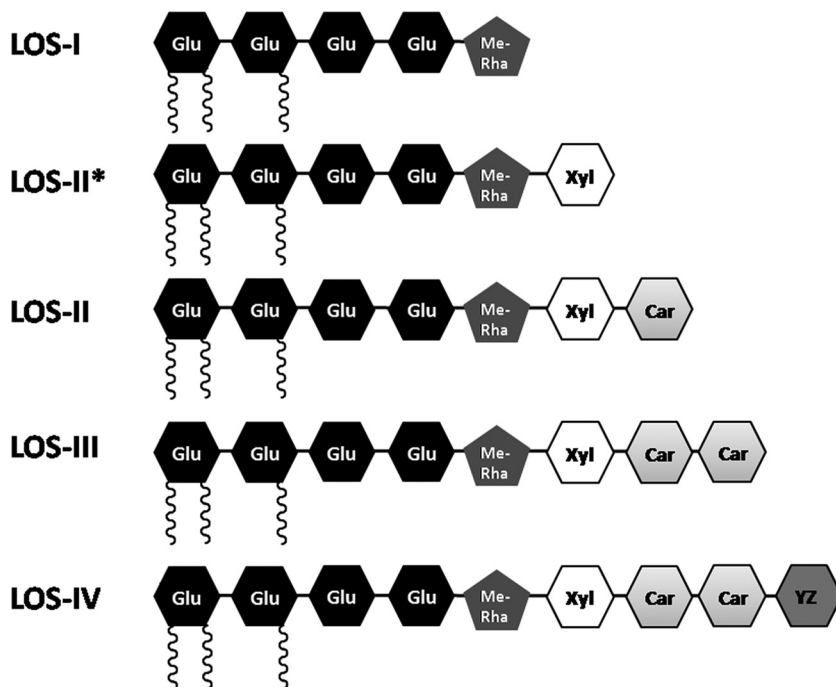 LOS-I Glu Glu Glu Glu Me-
Rha
LOS-II* Glu Glu Glu Glu Me-
Rha Xyl
LOS-II Glu Glu Glu Glu Me-
Rha Xyl Car
LOS-III Glu Glu Glu Glu Me-
Rha Xyl Car Car
LOS-IV Glu Glu Glu Glu Me-
Rha Xyl Car Car YZ